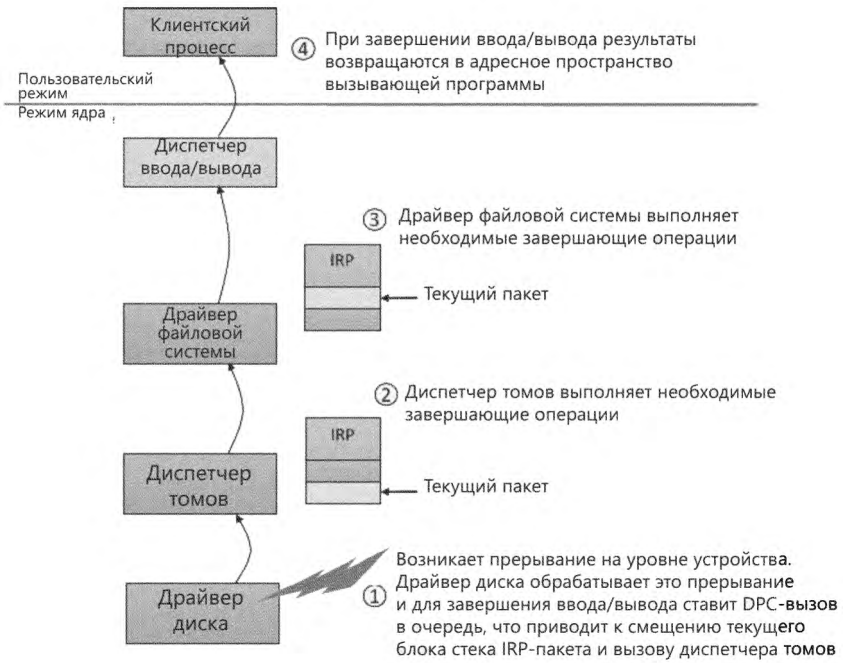 Клиентский
процесс
④ При завершении ввода/вывода результаты
возвращаются в адресное пространство
вызывающей программы
Пользовательский
режим
Режим ядра
Диспетчер
ввода/вывода
③ Драйвер файловой системы выполняет
необходимые завершающие операции
IRP
Текущий пакет
Драйвер
файловой
системы
② Диспетчер томов выполняет необходимые
завершающие операции
IRP
Текущий пакет
Диспетчер
томов
Возникает прерывание на уровне устройства.
① Драйвер диска обрабатывает это прерывание
и для завершения ввода/вывода ставит DPC-вызов
в очередь, что приводит к смещению текущего
блока стека IRP-пакета и вызову диспетчера томов
Драйвер
диска